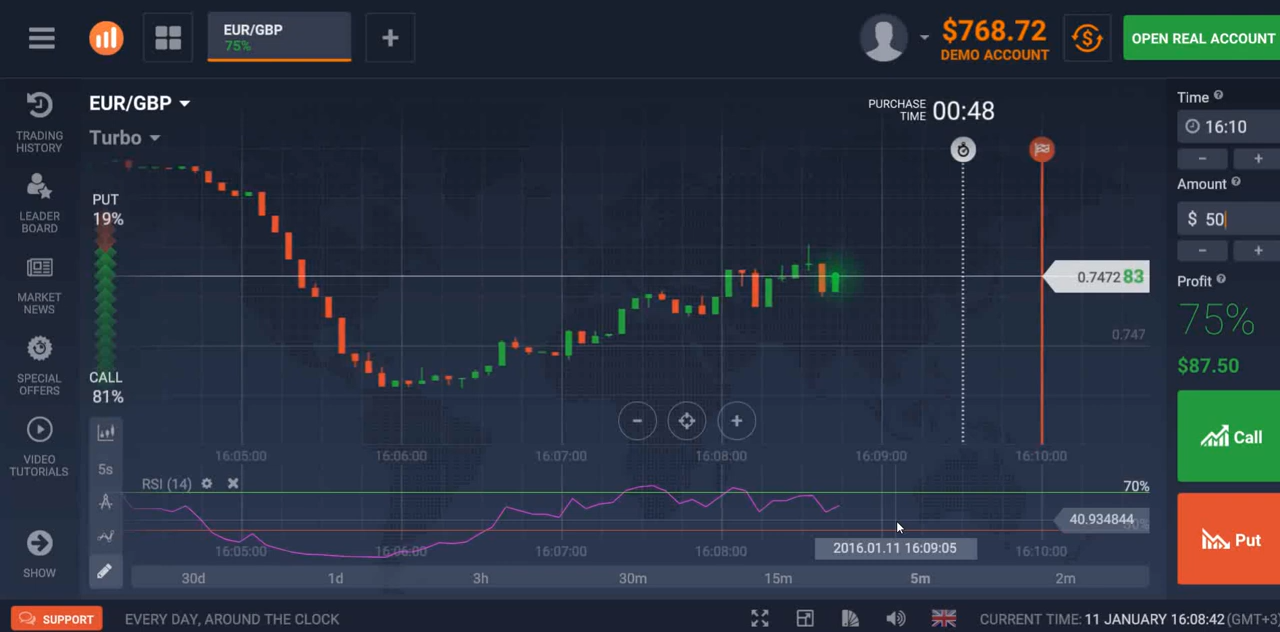 EUR/GBP
75%
$768.72
DEMO ACCOUNT
OPEN REAL ACCOUNT
TRADING
HISTORY
LEADER
BOARD
MARKET
NEWS
SPECIAL
OFFERS
VIDEO
TUTORIALS
SHOW
EUR/GBP
Turbo
PUT
19%
CALL
81%
5s
PURCHASE
TIME 00:48
0.747283
0.747
16:05:00 16:06:00 16:07:00 16:08:00 16:09:00 16:10:00
RSI (14)
70%
40.934844
16:05:00 16:06:00 16:07:00 16:08:00 2016.01.11 16:09:05 16:10:00
30d 1d 3h 30m 15m 5m 2m
Time
16:10
- +
Amount
$ 50
- +
Profit
75%
$87.50
Call
Put
SUPPORT
EVERY DAY, AROUND THE CLOCK
CURRENT TIME: 11 JANUARY 16:08:42 (GMT+3